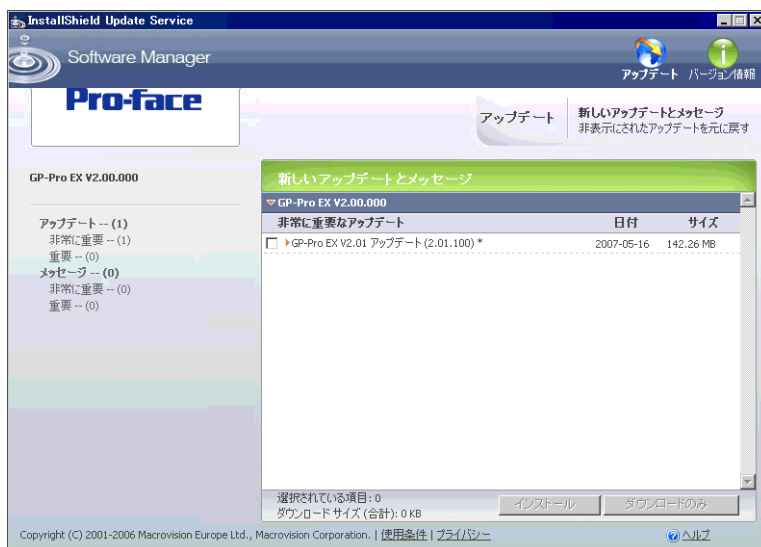 InstallShield Update Service
Software Manager
アップデート バージョン情報
Pro-face
アップデート
新しいアップデートとメッセージ
非表示にされたアップデートを元に戻す
GP-Pro EX V2.00.000
アップデート -- (1)
非常に重要 -- (1)
重要 -- (0)
メッセージ -- (0)
非常に重要 -- (0)
重要 -- (0)
新しいアップデートとメッセージ
GP-Pro EX V2.00.000
非常に重要なアップデート 日付 サイズ
GP-Pro EX V2.01 アップデート (2.01.100) * 2007-05-16 142.26 MB
選択されている項目: 0
ダウンロード サイズ (合計): 0 KB
インストール ダウンロードのみ
Copyright (C) 2001-2006 Macrovision Europe Ltd., Macrovision Corporation. | 使用条件 | プライバシー ヘルプ